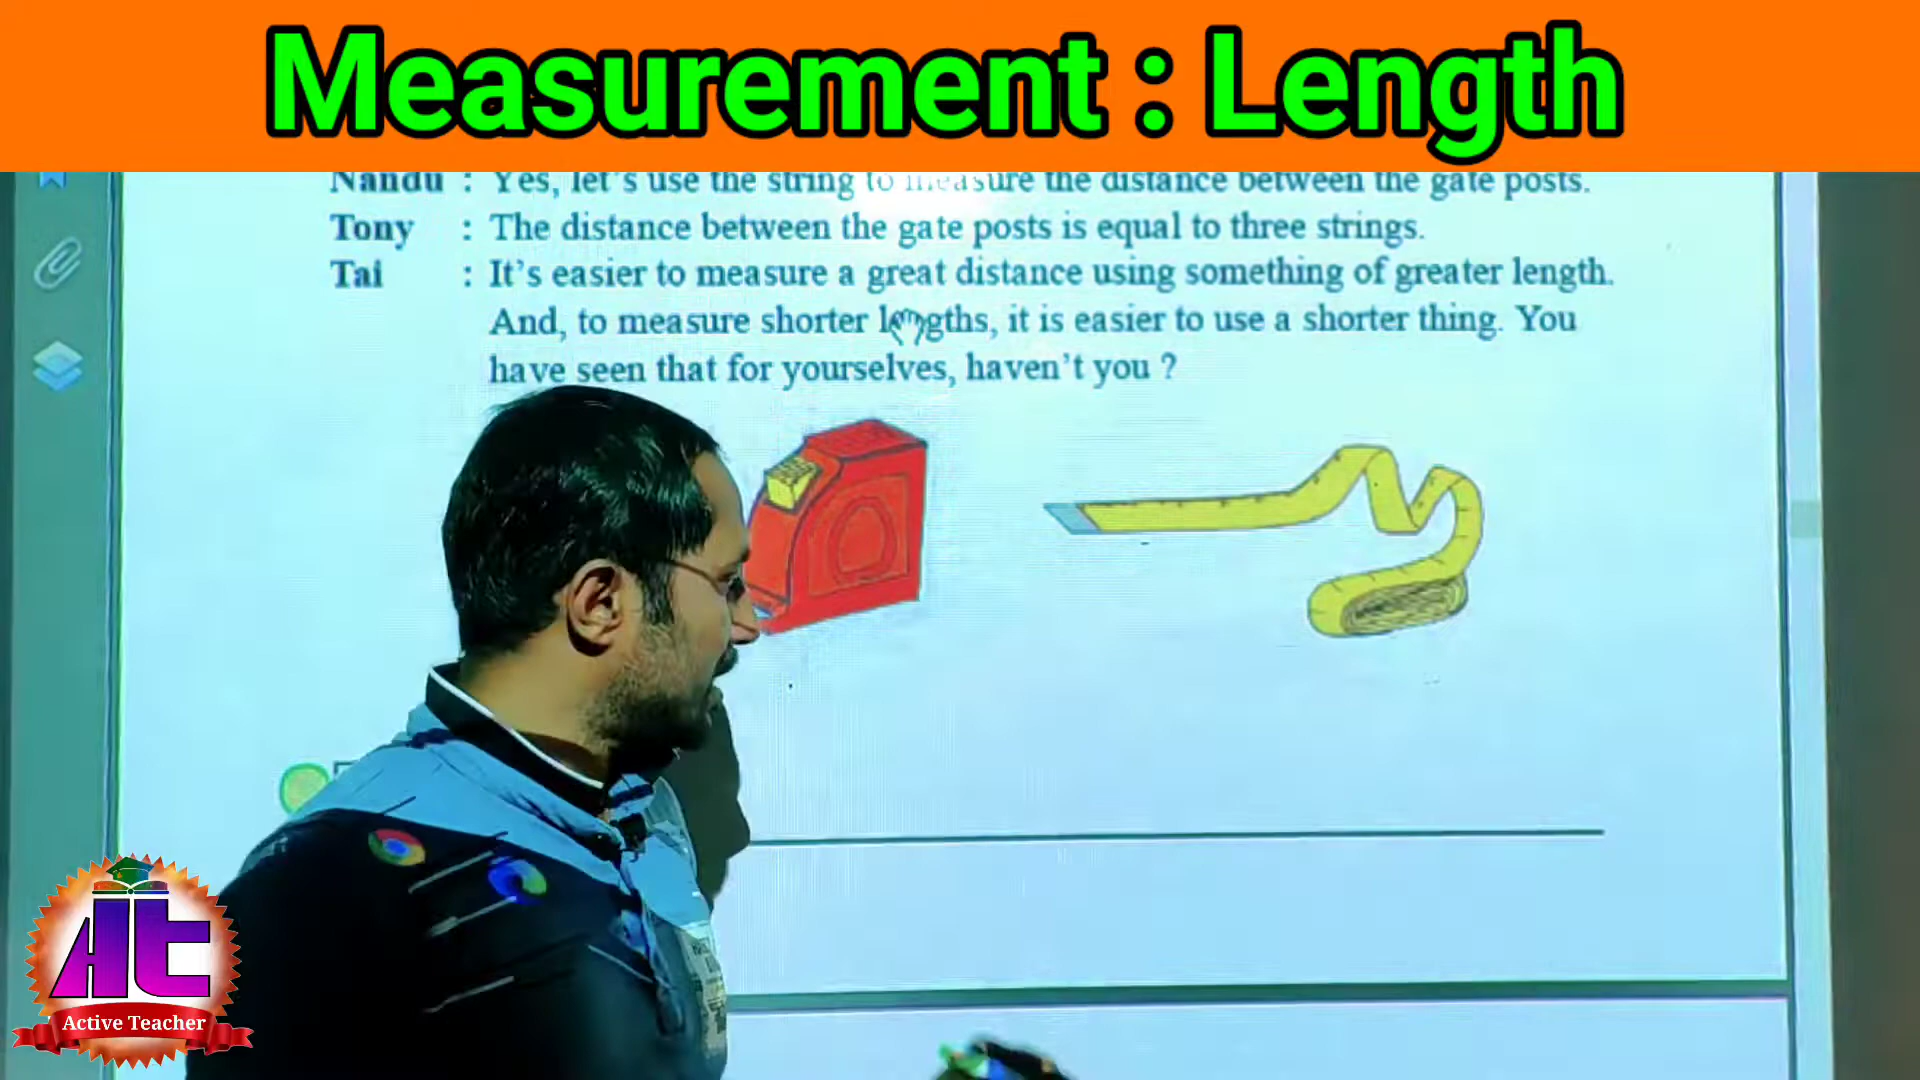 Measurement : Length
Nandu : Yes, let's use the string to measure the distance between the gate posts.
Tony : The distance between the gate posts is equal to three strings.
Tai : It's easier to measure a great distance using something of greater length.
And, to measure shorter lengths, it is easier to use a shorter thing. You
have seen that for yourselves, haven't you ?
At
Active Teacher